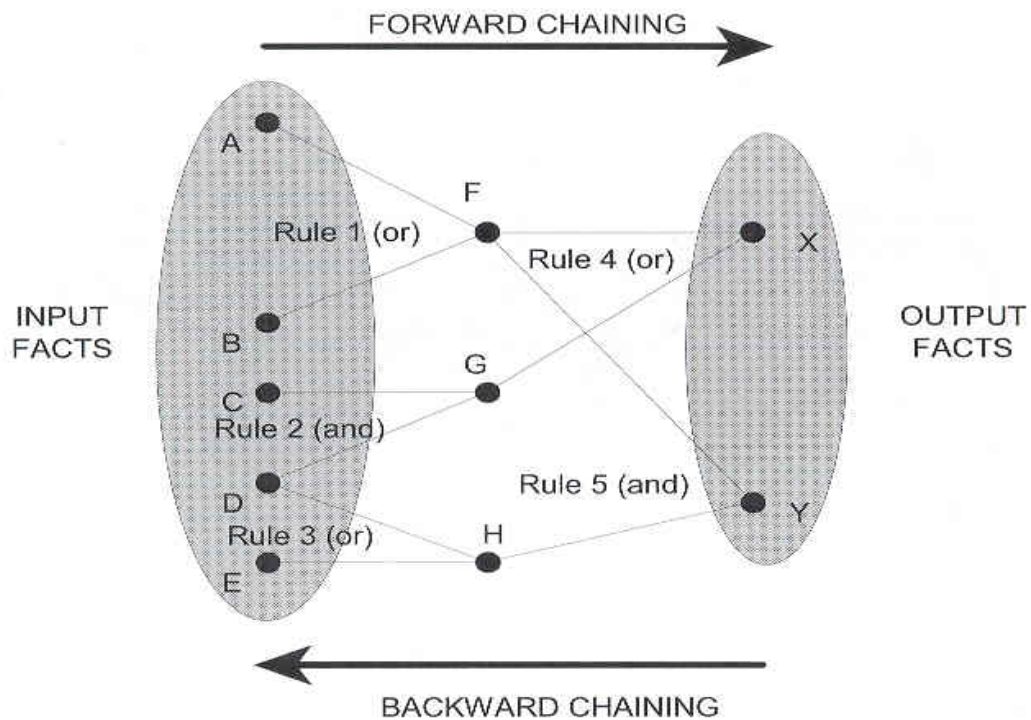 FORWARD CHAINING
A
F
Rule 1 (or)
Rule 4 (or)
X
INPUT
FACTS
OUTPUT
FACTS
B
G
C
Rule 2 (and)
Rule 5 (and)
D
Y
Rule 3 (or)
H
E
BACKWARD CHAINING